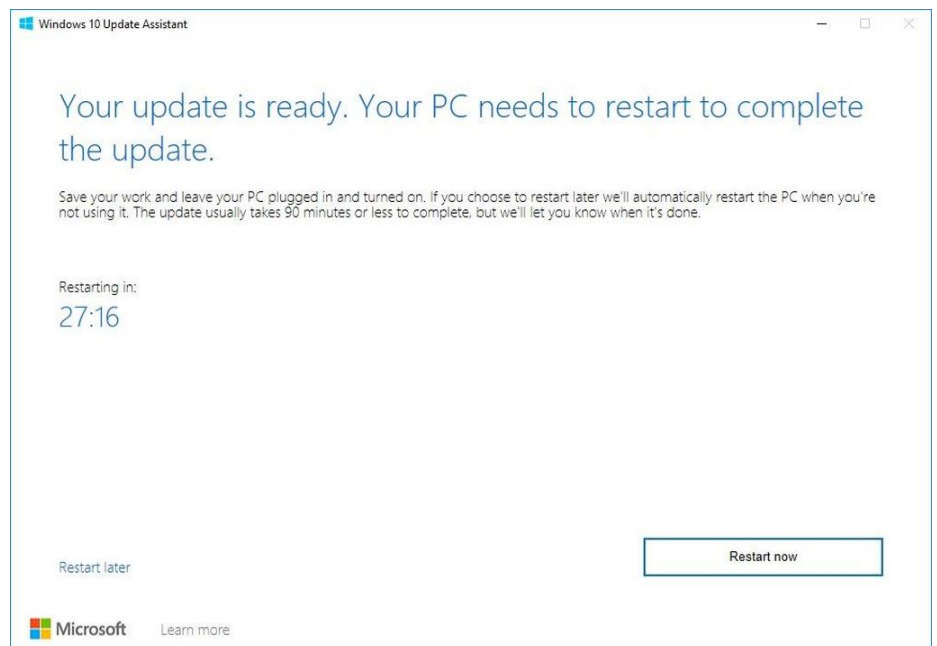 Windows 10 Update Assistant
Your update is ready. Your PC needs to restart to complete
the update.
Save your work and leave your PC plugged in and turned on. If you choose to restart later we'll automatically restart the PC when you're
not using it. The update usually takes 90 minutes or less to complete, but we'll let you know when it's done.
Restarting in:
27:16
Restart now
Restart later
Microsoft
Learn more